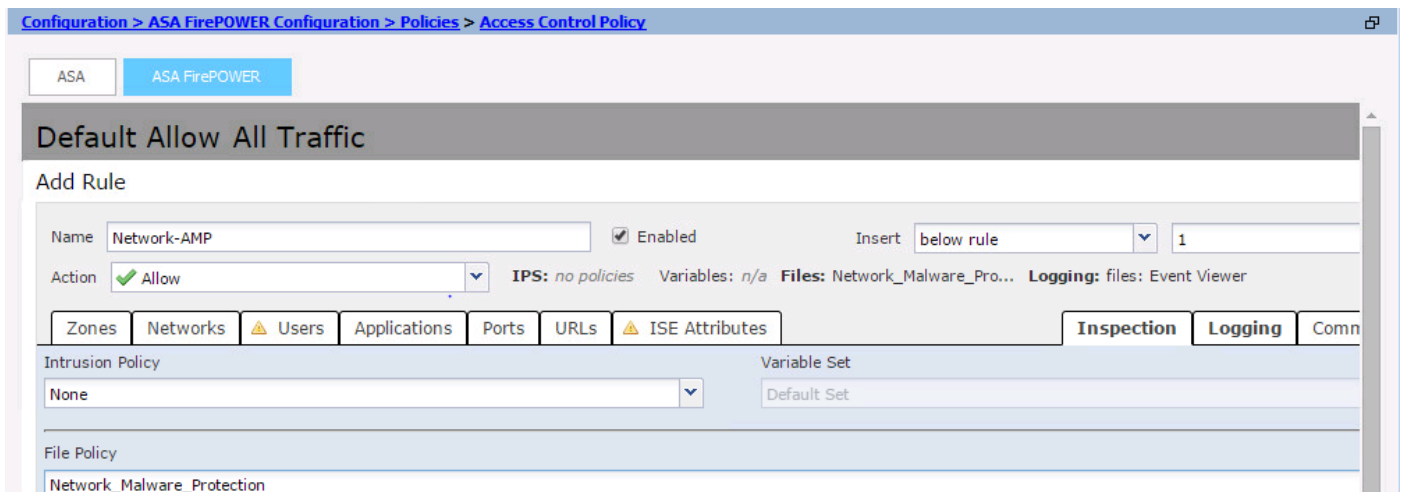 Configuration > ASA FirePOWER Configuration > Policies > Access Control Policy
ASA ASA FirePOWER
Default Allow All Traffic
Add Rule
Name Network-AMP Enabled Insert below rule 1
Action Allow IPS: no policies Variables: n/a Files: Network_Malware_Pro... Logging: files: Event Viewer
Zones Networks Users Applications Ports URLs ISE Attributes Inspection Logging Comm
Intrusion Policy Variable Set
None Default Set
File Policy
Network_Malware_Protection